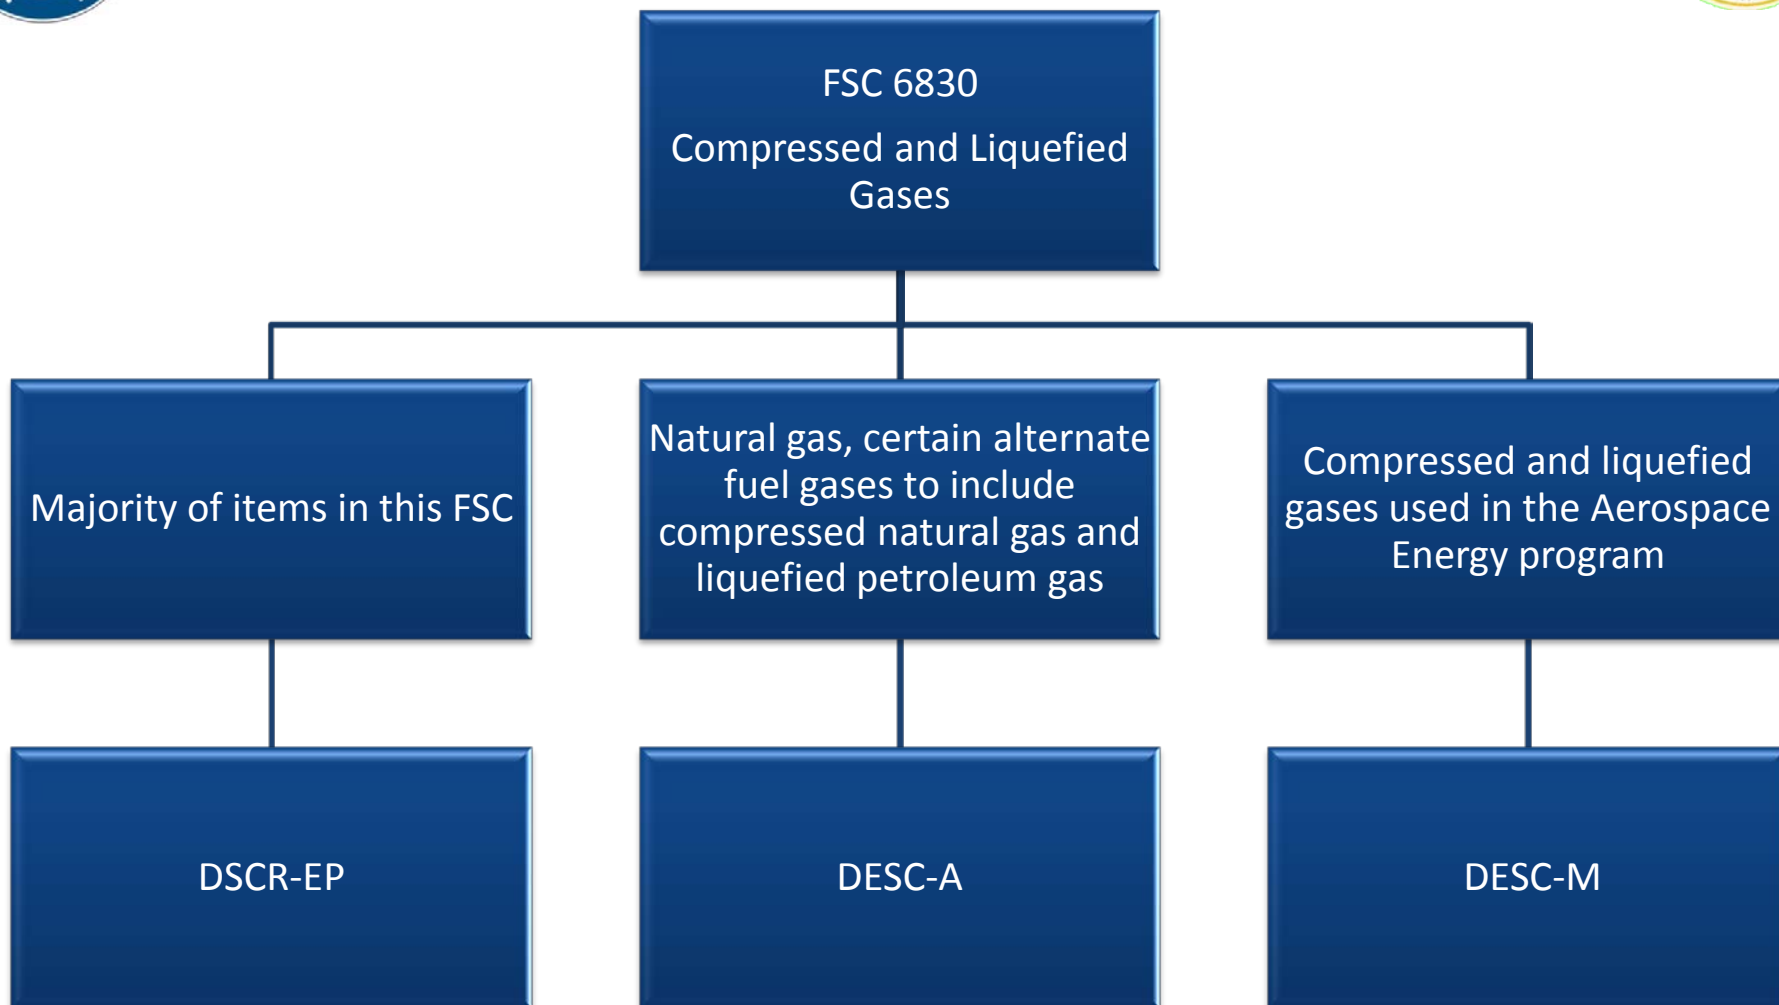 FSC 6830
Compressed and Liquefied
Gases
Majority of items in this FSC
Natural gas, certain alternate
fuel gases to include
compressed natural gas and
liquefied petroleum gas
Compressed and liquefied
gases used in the Aerospace
Energy program
DSCR-EP
DESC-A
DESC-M